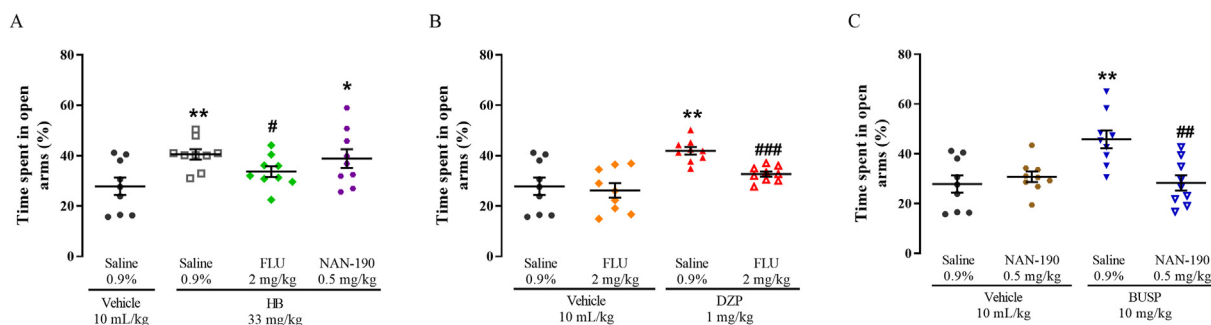 A
Time spent in open
arms (%)
80
60
40
20
0
**
#
*
Saline
0.9%
Saline
0.9%
FLU
2 mg/kg
NAN-190
0.5 mg/kg
Vehicle
10 mL/kg
HB
33 mg/kg
B
Time spent in open
arms (%)
80
60
40
20
0
**
###
Saline
0.9%
FLU
2 mg/kg
Saline
0.9%
FLU
2 mg/kg
Vehicle
10 mL/kg
DZP
1 mg/kg
C
Time spent in open
arms (%)
80
60
40
20
0
**
##
Saline
0.9%
NAN-190
0.5 mg/kg
Saline
0.9%
NAN-190
0.5 mg/kg
Vehicle
10 mL/kg
BUSP
10 mg/kg